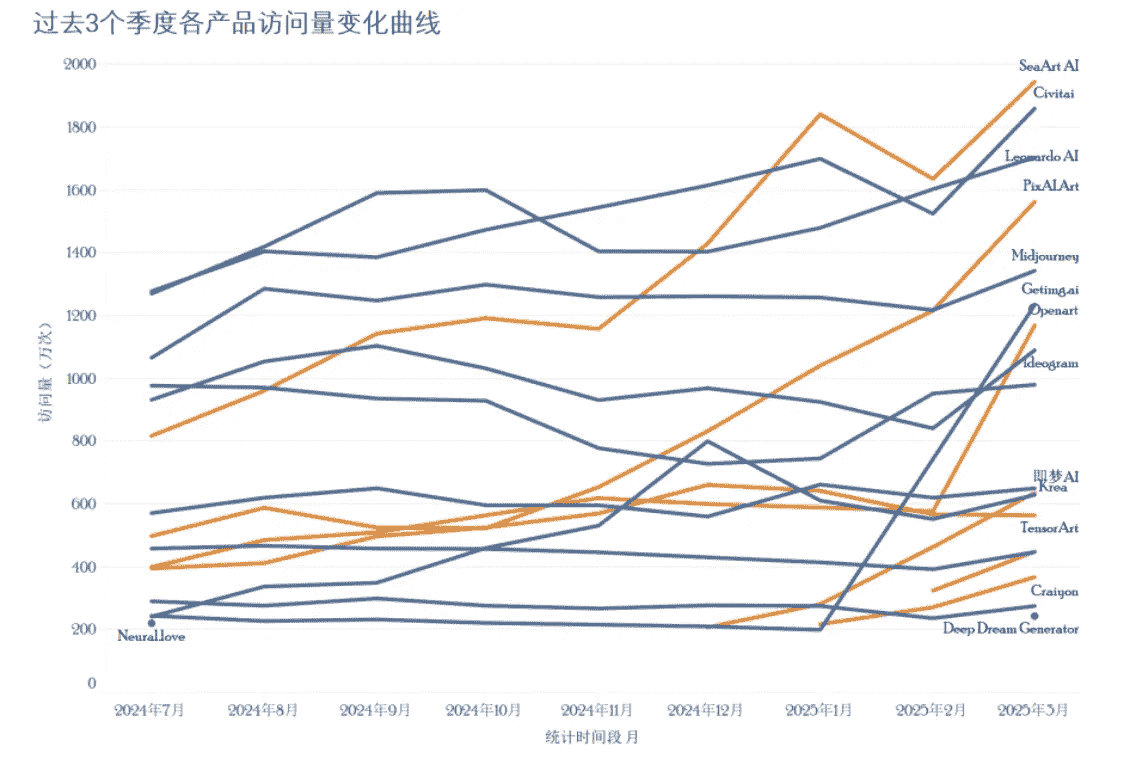 过去3个季度各产品访问量变化曲线
2000
1800
1600
1400
1200
1000
800
600
400
200
0
访问量（万次）
SeaArt AI
Civitai
Leonardo AI
PixAI.Art
Midjourney
Getimg.ai
Openart
ideogram
即梦AI
Krea
TensorArt
Craiyon
Deep Dream Generator
Neural.love
2024年7月 2024年8月 2024年9月 2024年10月 2024年11月 2024年12月 2025年1月 2025年2月 2025年3月
统计时间段 月